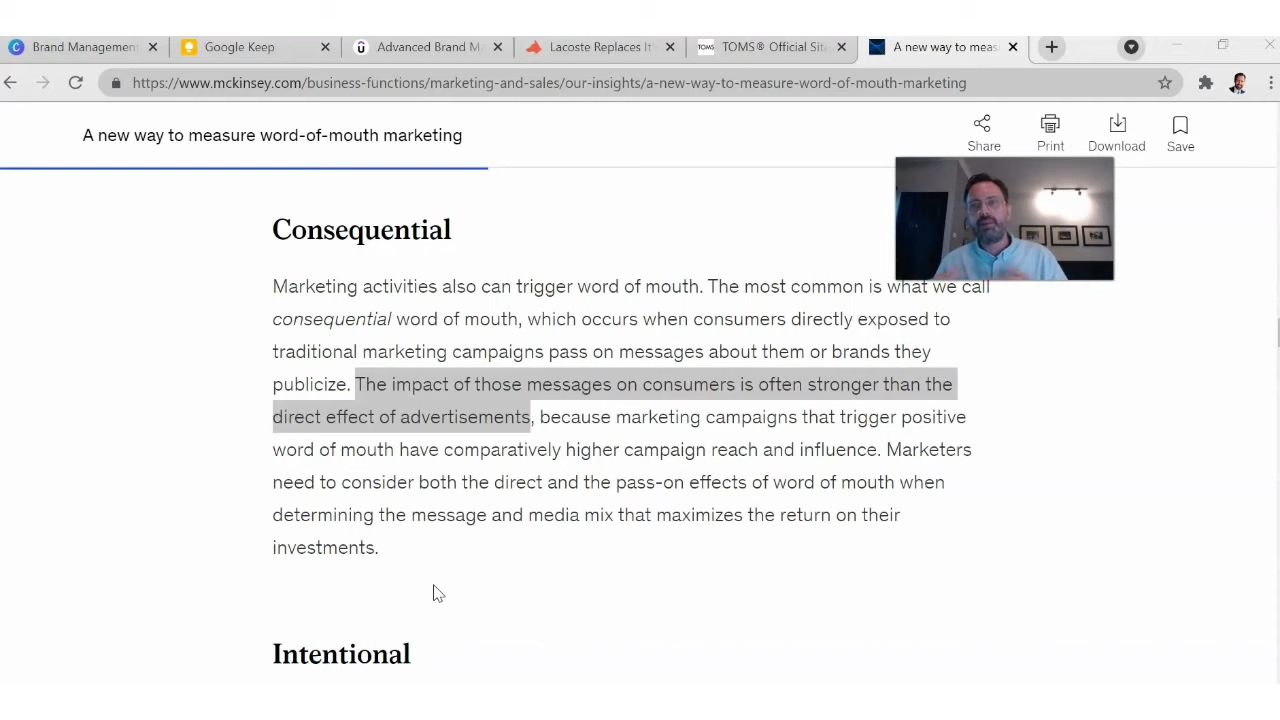 Brand Management
Google Keep
Advanced Brand M
Lacoste Replaces It
TOMS
TOMS® Official Sit
A new way to meas
https://www.mckinsey.com/business-functions/marketing-and-sales/our-insights/a-new-way-to-measure-word-of-mouth-marketing
A new way to measure word-of-mouth marketing
Share
Print
Download
Save
Consequential
Marketing activities also can trigger word of mouth. The most common is what we call
consequential word of mouth, which occurs when consumers directly exposed to
traditional marketing campaigns pass on messages about them or brands they
publicize. The impact of those messages on consumers is often stronger than the
direct effect of advertisements, because marketing campaigns that trigger positive
word of mouth have comparatively higher campaign reach and influence. Marketers
need to consider both the direct and the pass-on effects of word of mouth when
determining the message and media mix that maximizes the return on their
investments.
Intentional